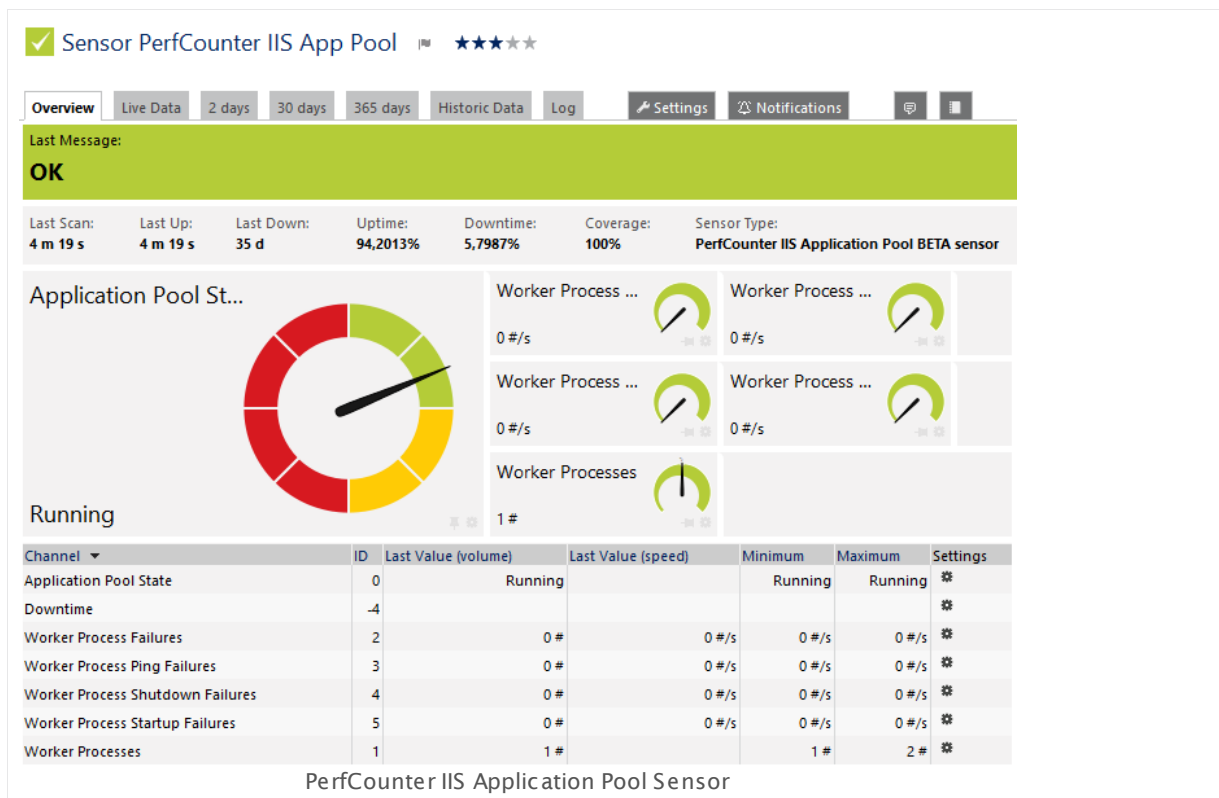 Sensor PerfCounter IIS App Pool
Overview Live Data 2 days 30 days 365 days Historic Data Log Settings Notifications
Last Message:
OK
Last Scan: Last Up: Last Down: Uptime: Downtime: Coverage: Sensor Type:
4 m 19 s 4 m 19 s 35 d 94,2013% 5,7987% 100% PerfCounter IIS Application Pool BETA sensor
Application Pool St...
Running
Worker Process ... Worker Process ...
0 #/s 0 #/s
Worker Process ... Worker Process ...
0 #/s 0 #/s
Worker Processes
1 #
Channel ID Last Value (volume) Last Value (speed) Minimum Maximum Settings
Application Pool State 0 Running Running Running
Downtime -4
Worker Process Failures 2 0 # 0 #/s 0 #/s 0 #/s
Worker Process Ping Failures 3 0 # 0 #/s 0 #/s 0 #/s
Worker Process Shutdown Failures 4 0 # 0 #/s 0 #/s 0 #/s
Worker Process Startup Failures 5 0 # 0 #/s 0 #/s 0 #/s
Worker Processes 1 1 # 1 # 2 #
PerfCounter IIS Application Pool Sensor